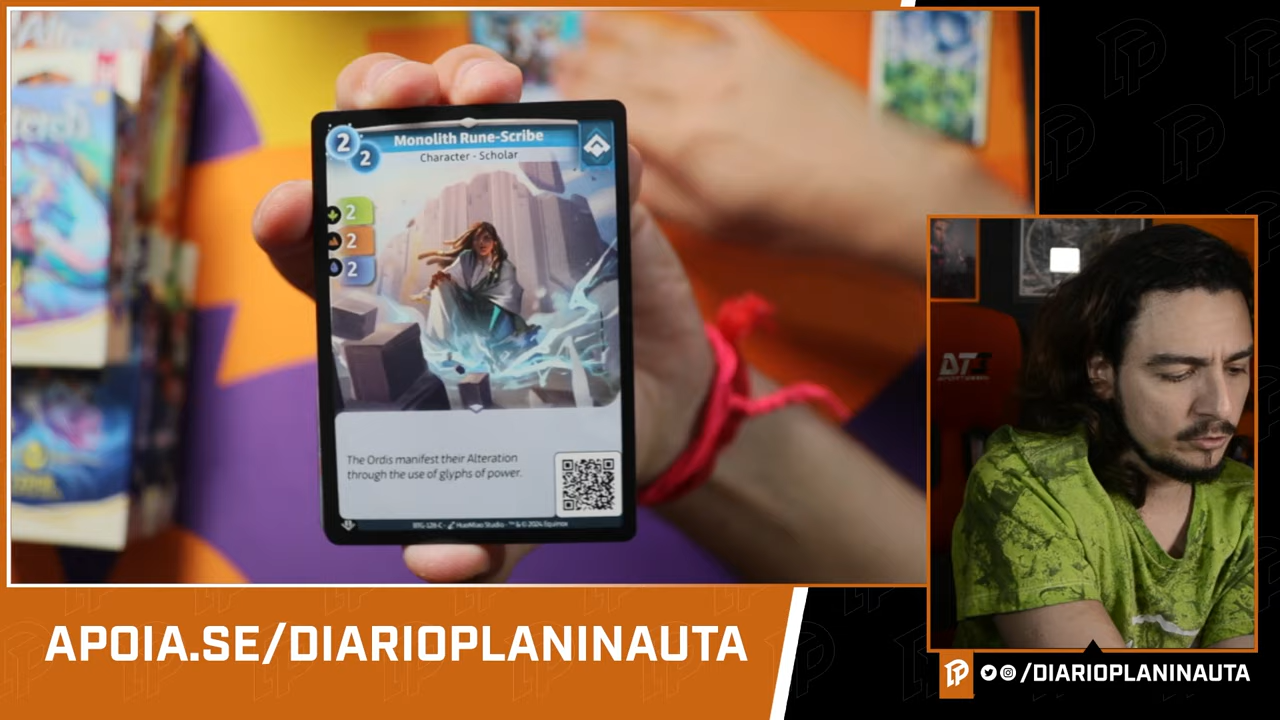 Monolith Rune-Scribe
2
2
Character - Scholar
2
2
2
The Ordis manifest their Alteration
through the use of glyphs of power.
APOIA.SE/DIARIOPLANINAUTA
/DIARIOPLANINAUTA